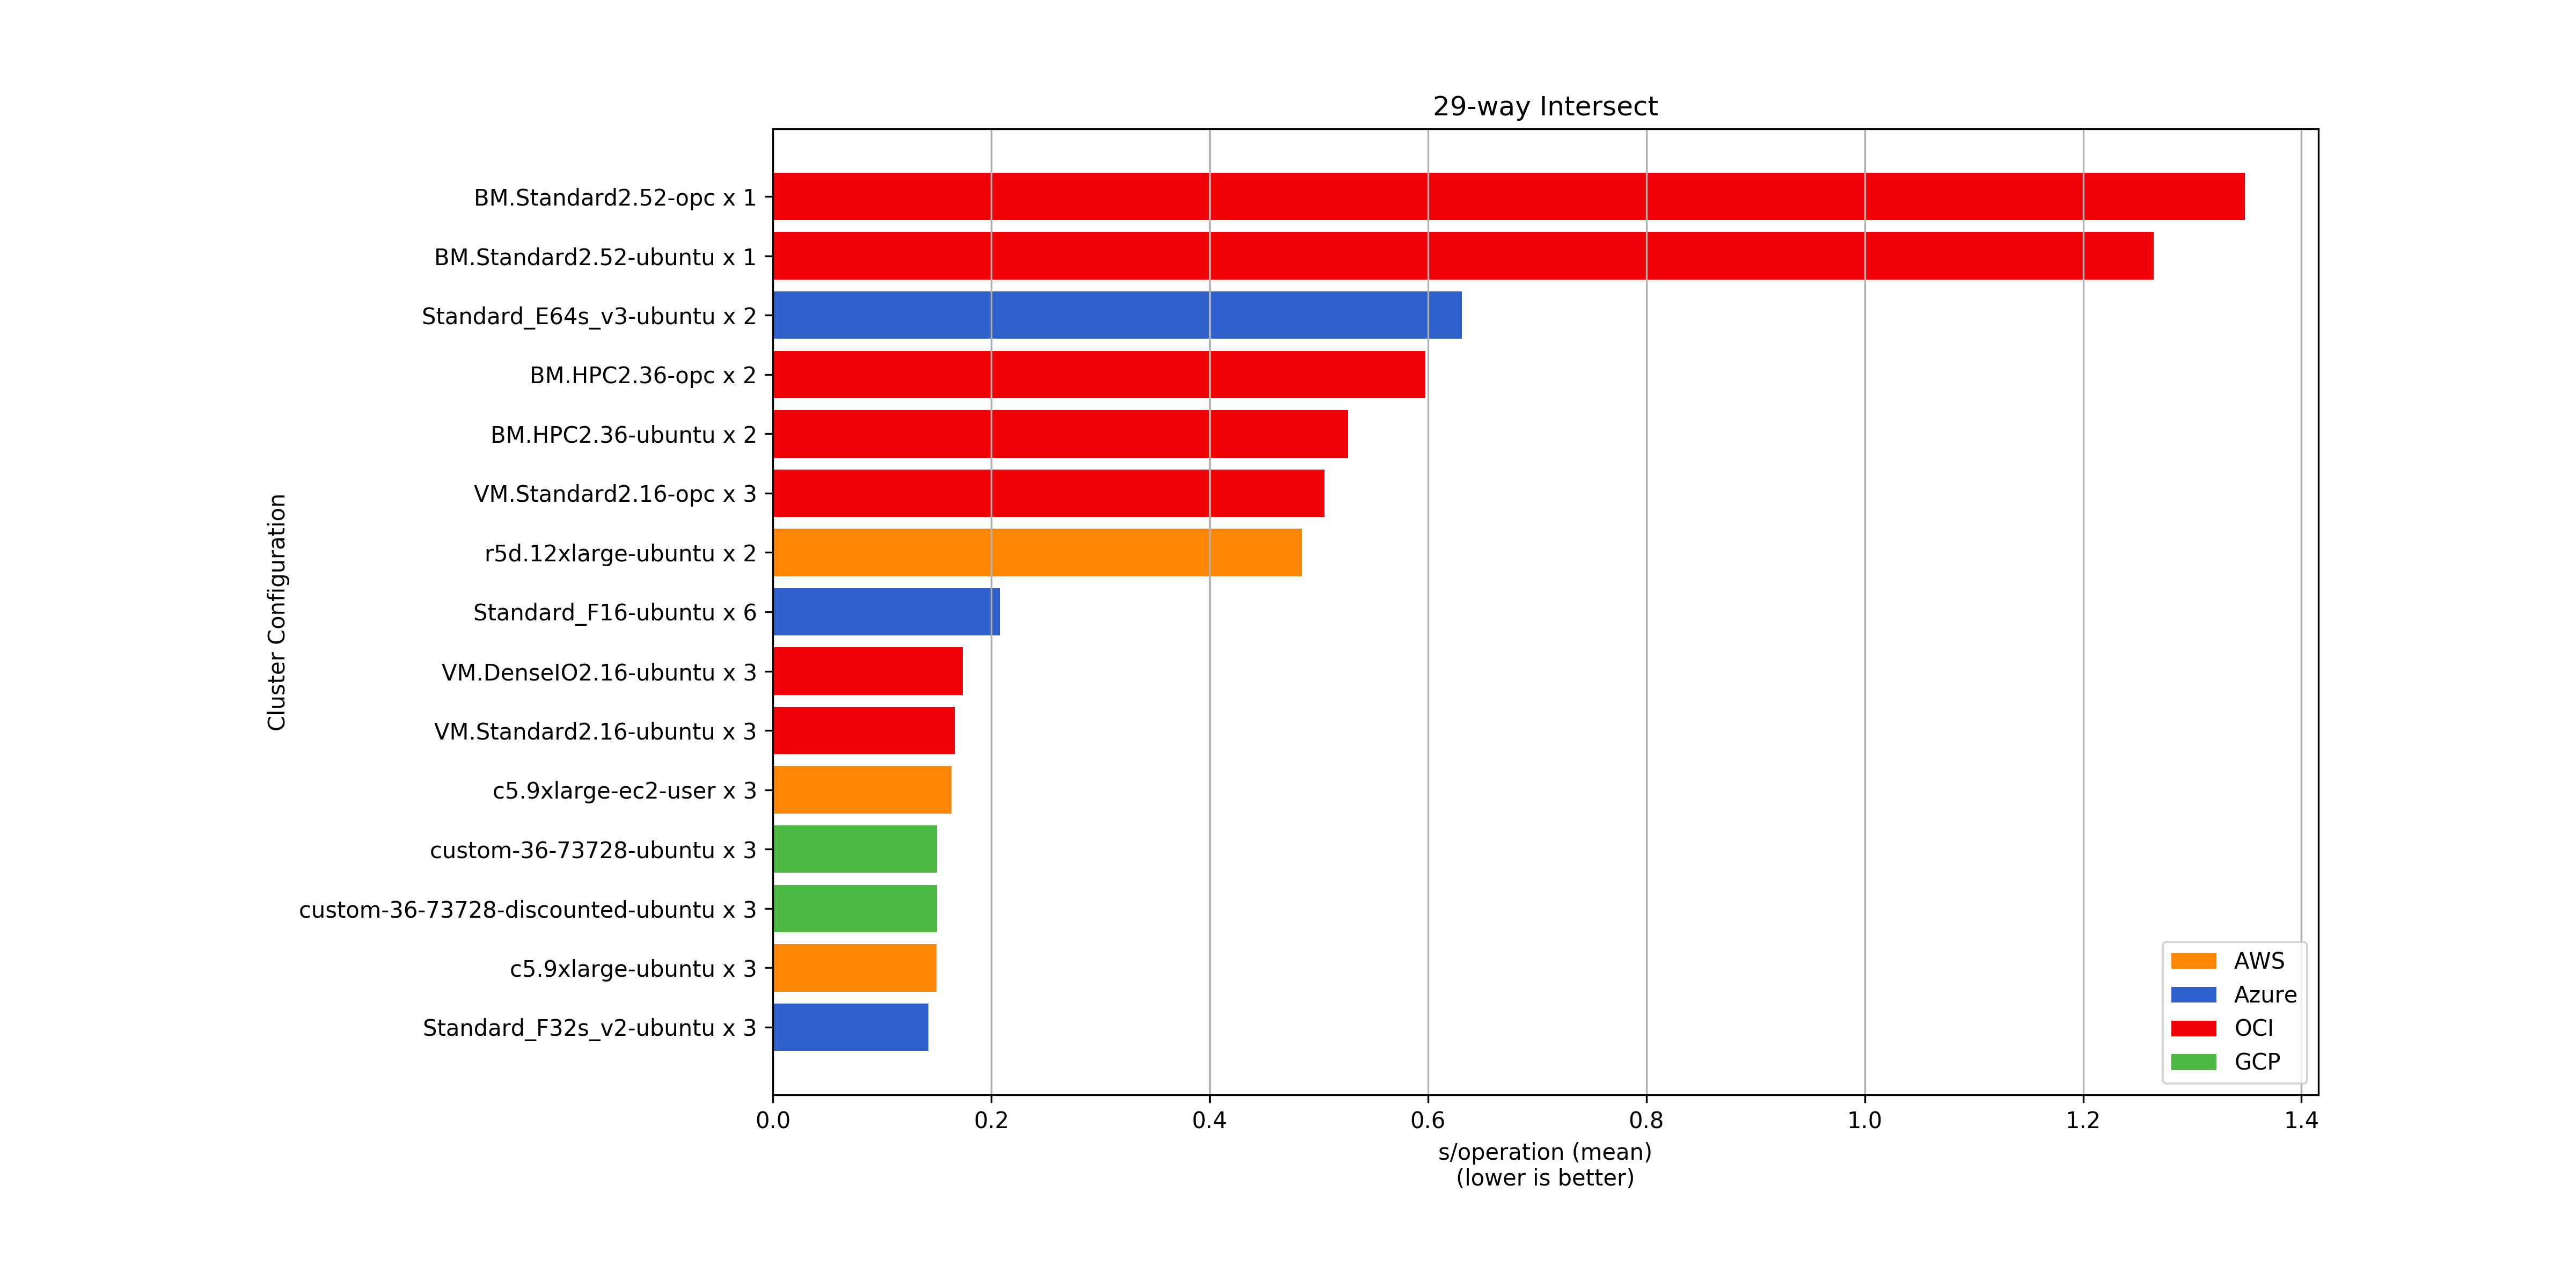 29-way Intersect
BM.Standard2.52-opc x 1
BM.Standard2.52-ubuntu x 1
Standard_E64s_v3-ubuntu x 2
BM.HPC2.36-opc x 2
BM.HPC2.36-ubuntu x 2
VM.Standard2.16-opc x 3
r5d.12xlarge-ubuntu x 2
Standard_F16-ubuntu x 6
VM.DenseIO2.16-ubuntu x 3
VM.Standard2.16-ubuntu x 3
c5.9xlarge-ec2-user x 3
custom-36-73728-ubuntu x 3
custom-36-73728-discounted-ubuntu x 3
c5.9xlarge-ubuntu x 3
Standard_F32s_v2-ubuntu x 3
Cluster Configuration
AWS
Azure
OCI
GCP
0.0 0.2 0.4 0.6 0.8 1.0 1.2 1.4
s/operation (mean)
(lower is better)